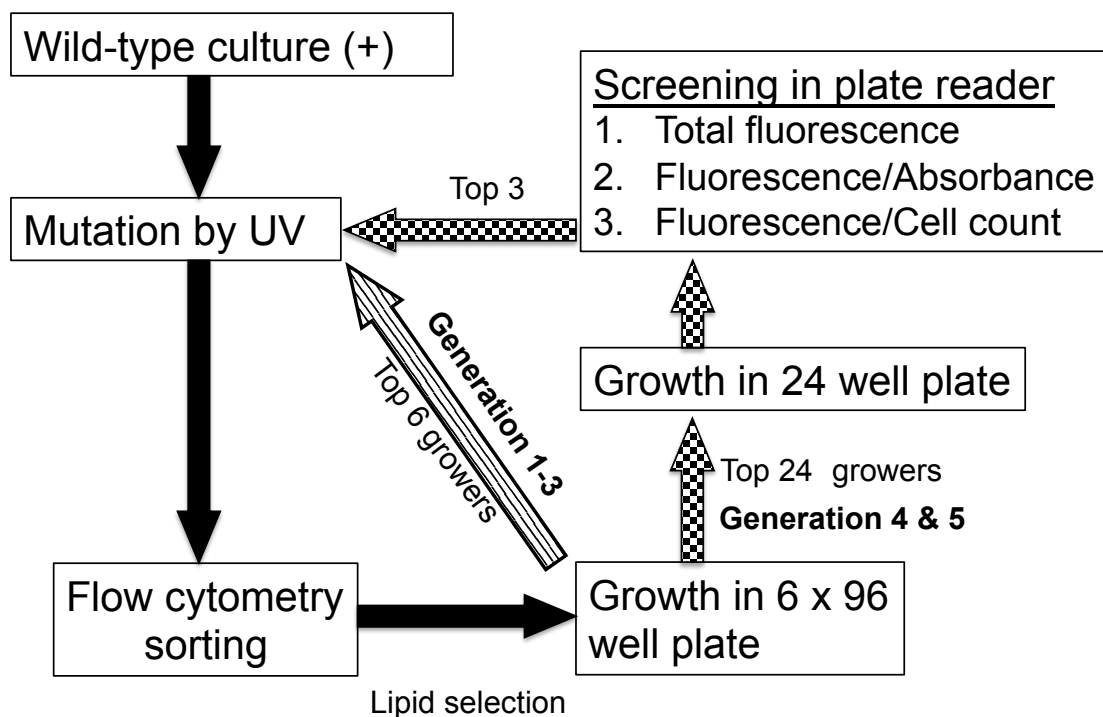 Wild-type culture (+)
Screening in plate reader
1. Total fluorescence
2. Fluorescence/Absorbance
3. Fluorescence/Cell count
Top 3
Mutation by UV
Generation 1-3
Top 6 growers
Growth in 24 well plate
Top 24 growers
Generation 4 & 5
Flow cytometry
sorting
Growth in 6 x 96
well plate
Lipid selection